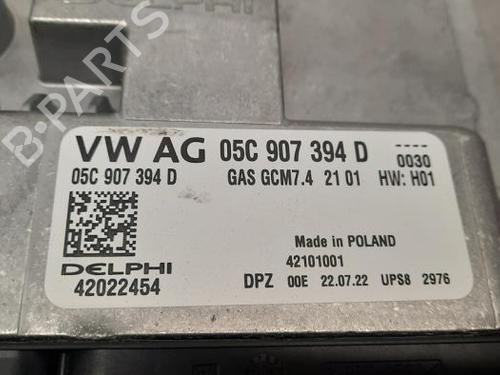 DELPHI
B-PARTS
VW AG 05C 907 394 D ---- 0030
05C 907 394 D GAS GCM7.4 21 01 HW: H01
Made in POLAND
DELPHI 42101001
42022454 DPZ 00E 22.07.22 UPS8 2976